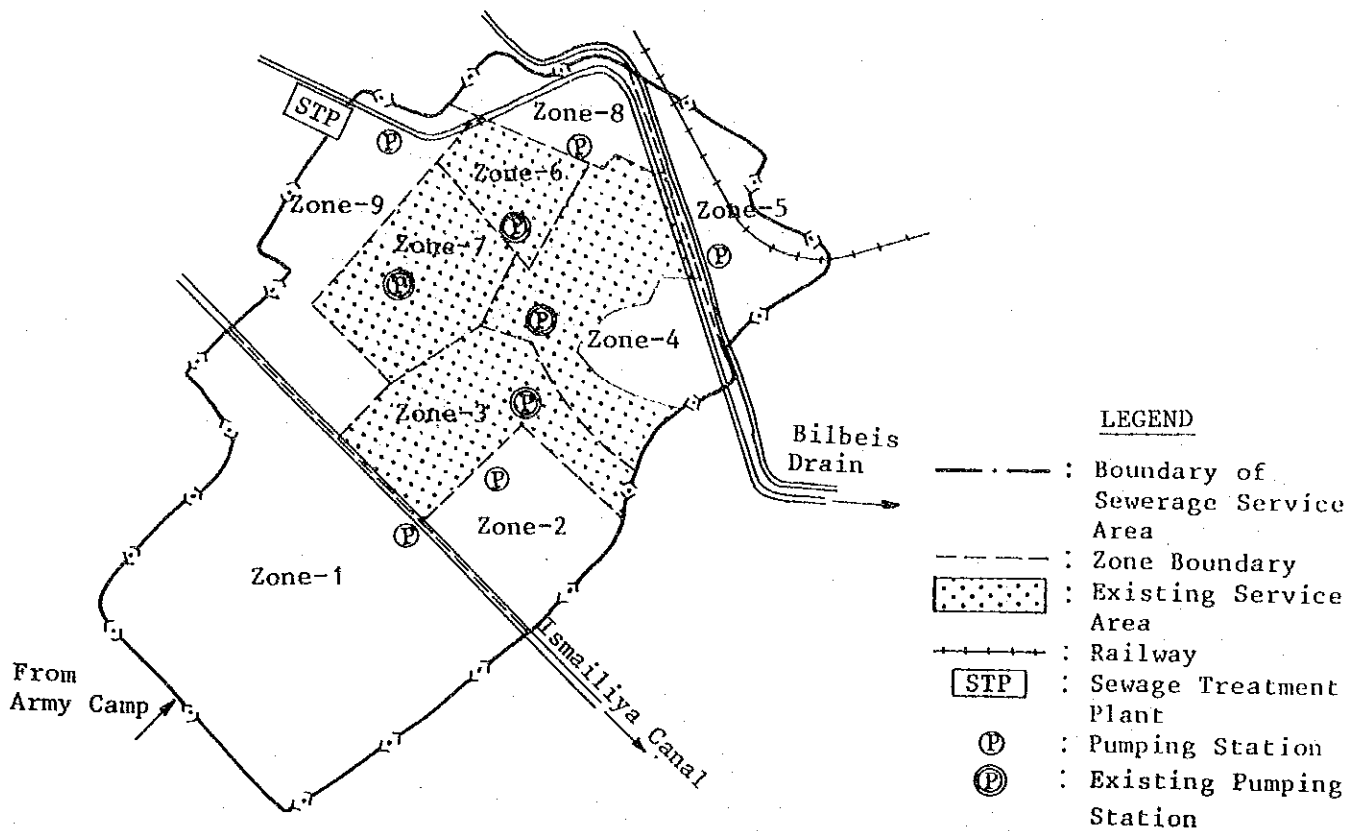 STP
Zone-8
P
P
Zone-6
Zone-9
Zone-5
P
Zone-7
P
P
P
Zone-4
Zone-3
P
P
Zone-2
P
Zone-1
Bilbeis
Drain
Ismailiya Canal
From
Army Camp
LEGEND
: Boundary of
Sewerage Service
Area
: Zone Boundary
: Existing Service
Area
: Railway
STP : Sewage Treatment
Plant
P : Pumping Station
P : Existing Pumping
Station